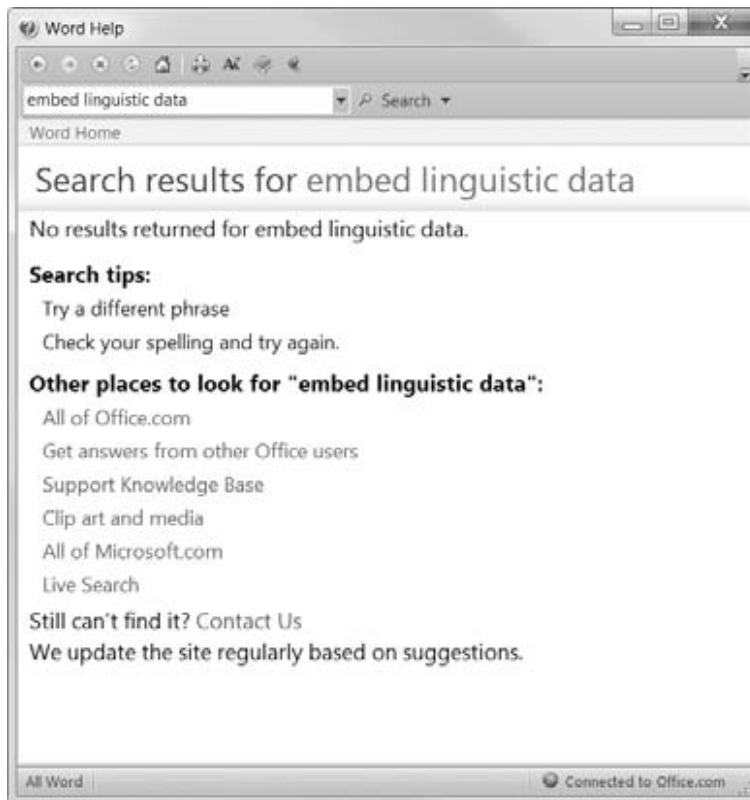 Word Help
embed linguistic data Search
Word Home
Search results for embed linguistic data
No results returned for embed linguistic data.
Search tips:
Try a different phrase
Check your spelling and try again.
Other places to look for "embed linguistic data":
All of Office.com
Get answers from other Office users
Support Knowledge Base
Clip art and media
All of Microsoft.com
Live Search
Still can't find it? Contact Us
We update the site regularly based on suggestions.
All Word Connected to Office.com